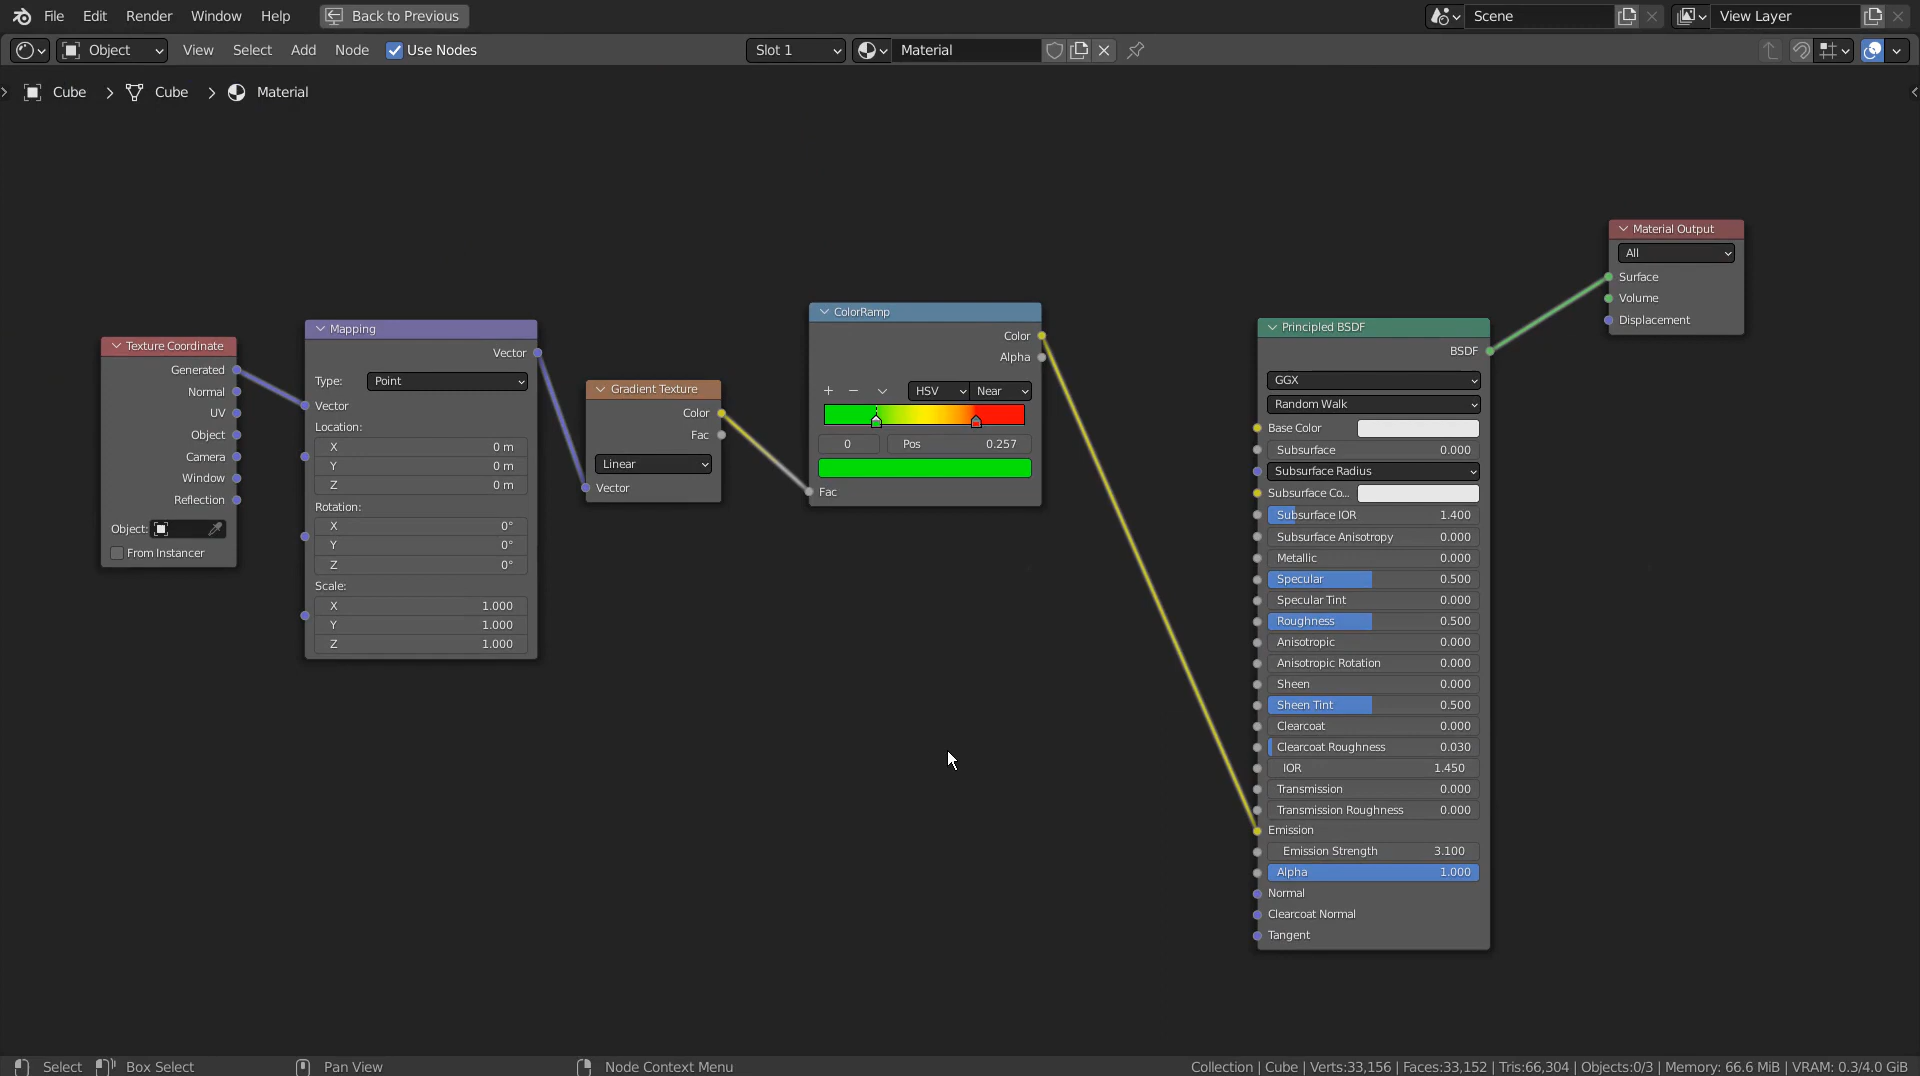 File Edit Render Window Help Back to Previous Scene View Layer
Object View Select Add Node Use Nodes Slot 1 Material
Cube Cube Material
Texture Coordinate
Generated
Normal
UV
Object
Camera
Window
Reflection
Object:
From Instancer
Mapping
Vector
Type: Point
Vector
Location:
X 0 m
Y 0 m
Z 0 m
Rotation:
X 0°
Y 0°
Z 0°
Scale:
X 1.000
Y 1.000
Z 1.000
Gradient Texture
Color
Fac
Linear
Vector
ColorRamp
Color
Alpha
HSV Near
0 Pos 0.257
Fac
Principled BSDF
BSDF
GGX
Random Walk
Base Color
Subsurface 0.000
Subsurface Radius
Subsurface Co...
Subsurface IOR 1.400
Subsurface Anisotropy 0.000
Metallic 0.000
Specular 0.500
Specular Tint 0.000
Roughness 0.500
Anisotropic 0.000
Anisotropic Rotation 0.000
Sheen 0.000
Sheen Tint 0.500
Clearcoat 0.000
Clearcoat Roughness 0.030
IOR 1.450
Transmission 0.000
Transmission Roughness 0.000
Emission
Emission Strength 3.100
Alpha 1.000
Normal
Clearcoat Normal
Tangent
Material Output
All
Surface
Volume
Displacement
Select Box Select Pan View Node Context Menu Collection | Cube | Verts:33,156 | Faces:33,152 | Tris:66,304 | Objects:0/3 | Memory: 66.6 MiB | VRAM: 0.3/4.0 GiB